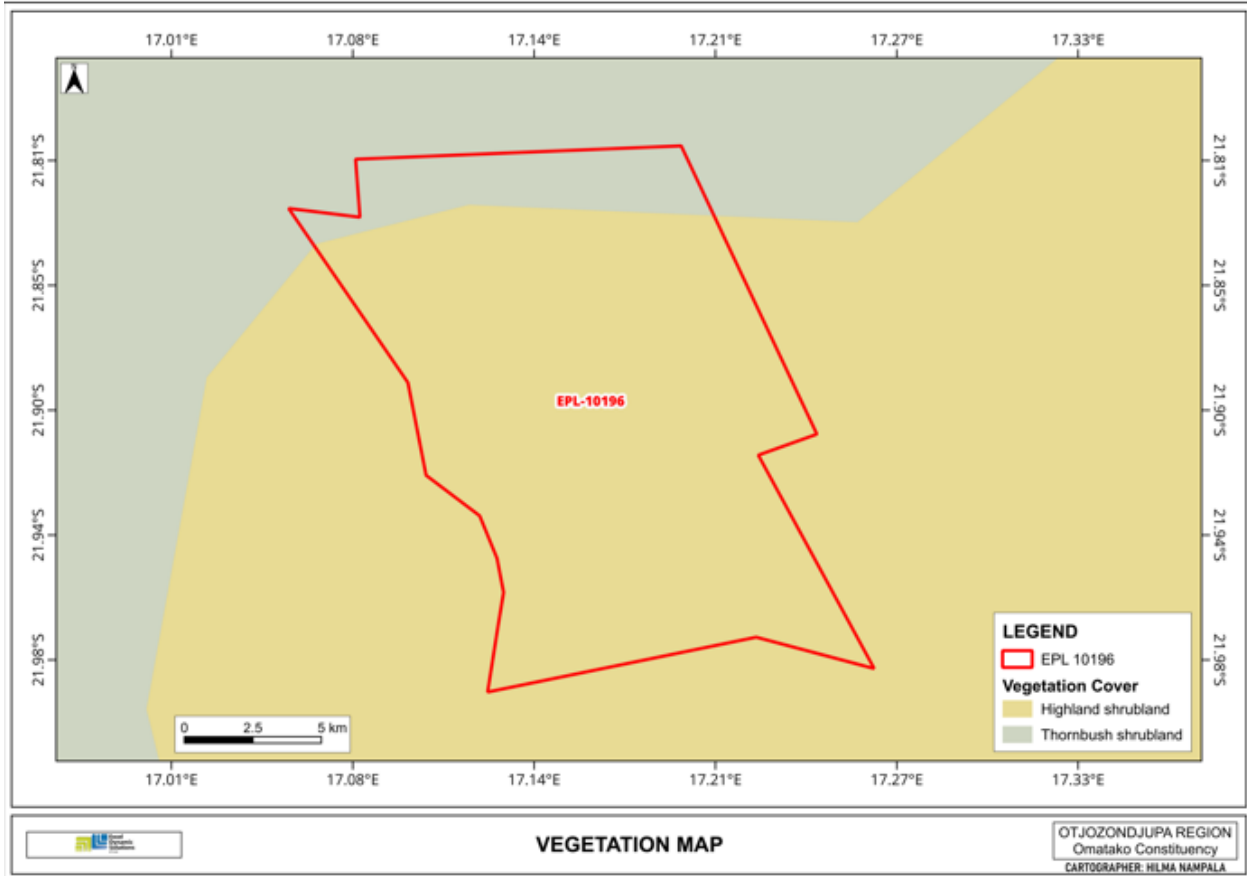 17.01°E 17.08°E 17.14°E 17.21°E 17.27°E 17.33°E
21.81°S
21.85°S
21.90°S
21.94°S
21.98°S
EPL-10196
21.81°S
21.85°S
21.90°S
21.94°S
21.98°S
LEGEND
EPL 10196
Vegetation Cover
Highland shrubland
Thornbush shrubland
0 2.5 5 km
17.01°E 17.08°E 17.14°E 17.21°E 17.27°E 17.33°E
VEGETATION MAP
OTJOZONDJUPA REGION
Omatako Constituency
CARTOGRAPHER: HILMA NAMPALA